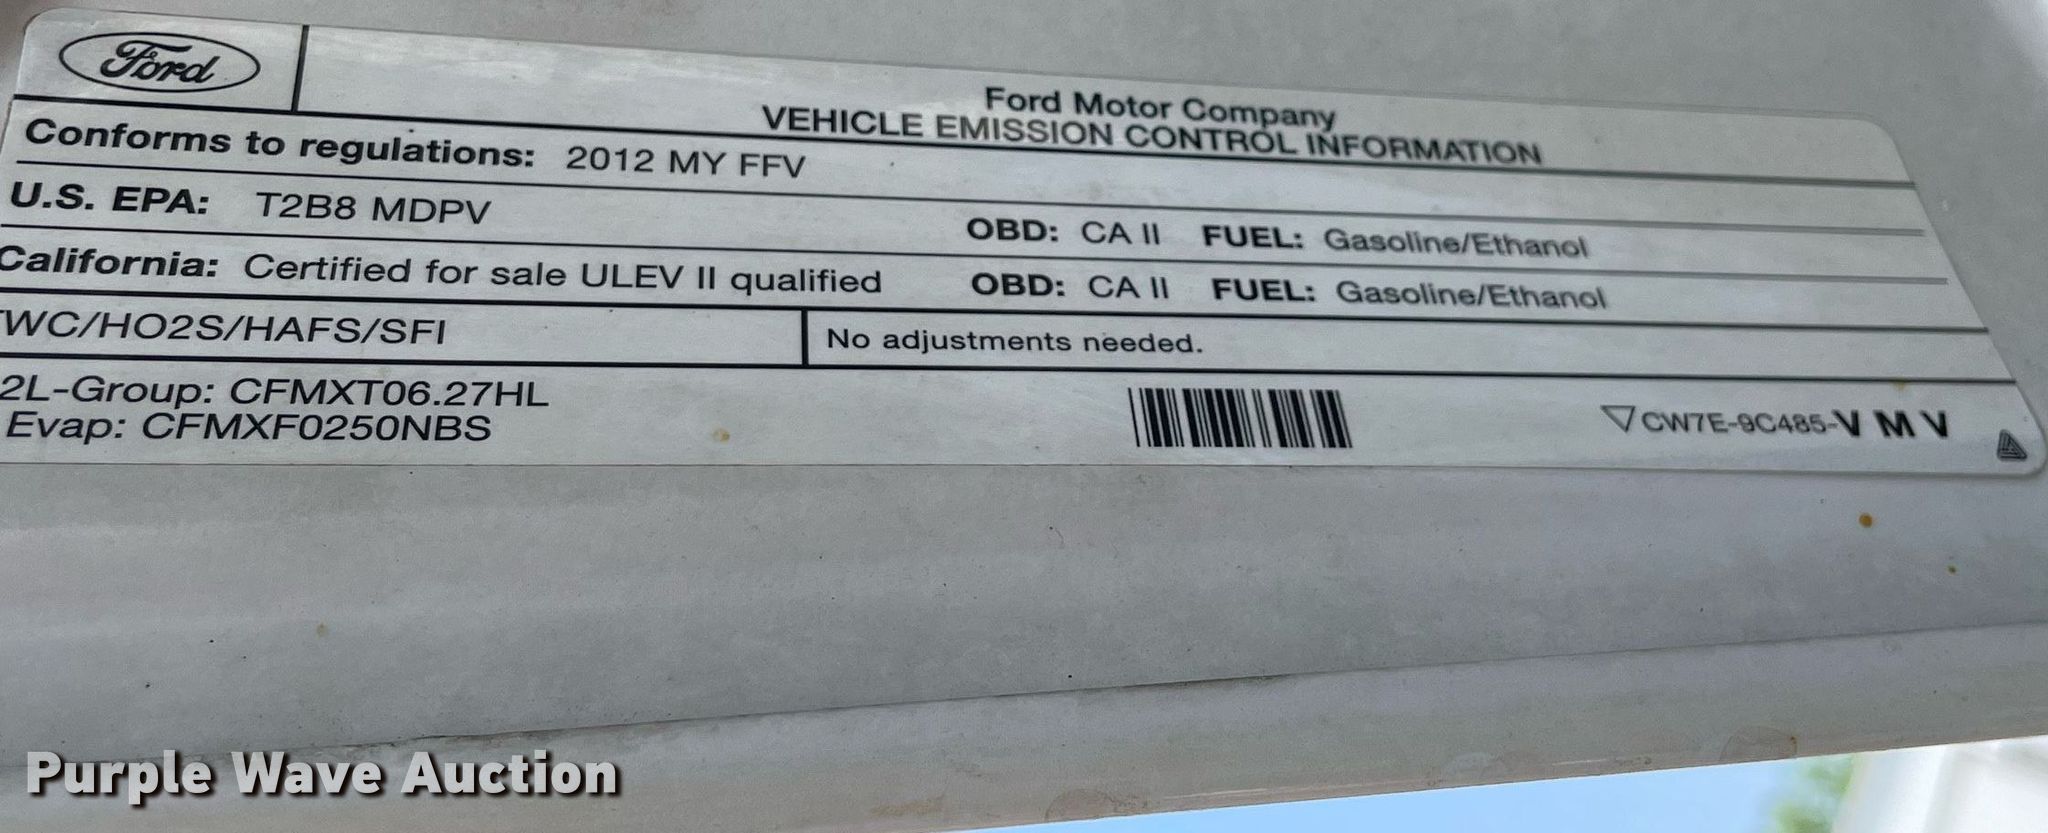 Ford
Ford Motor Company
VEHICLE EMISSION CONTROL INFORMATION
Conforms to regulations: 2012 MY FFV
U.S. EPA: T2B8 MDPV OBD: CA II FUEL: Gasoline/Ethanol
California: Certified for sale ULEV II qualified OBD: CA II FUEL: Gasoline/Ethanol
WC/HO2S/HAFS/SFI No adjustments needed.
2L-Group: CFMXT06.27HL
Evap: CFMXF0250NBS
CW7E-9C485-V M V
Purple Wave Auction